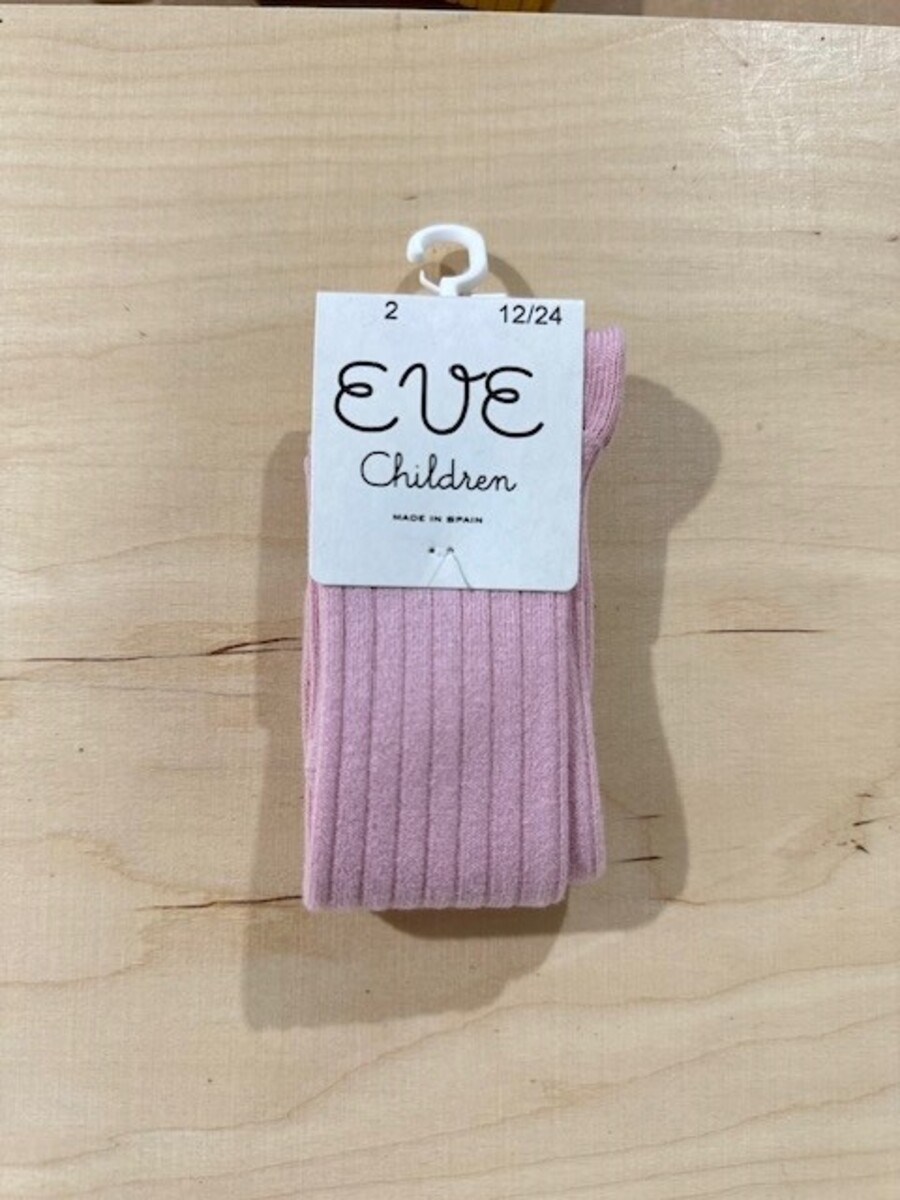 2 12/24
EVE
Children
MADE IN SPAIN